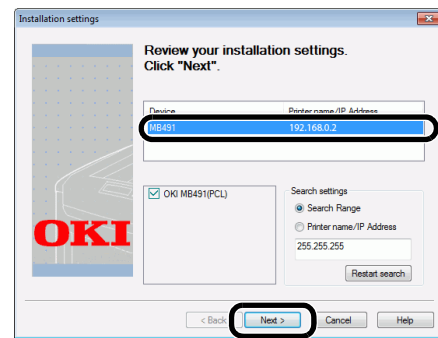 Installation settings
Review your installation settings.
Click "Next".
Device Printer name/IP Address
MB491 192.168.0.2
OKI MB491(PCL)
Search settings
Search Range
Printer name/IP Address
255.255.255
Restart search
OKI
< Back Next > Cancel Help